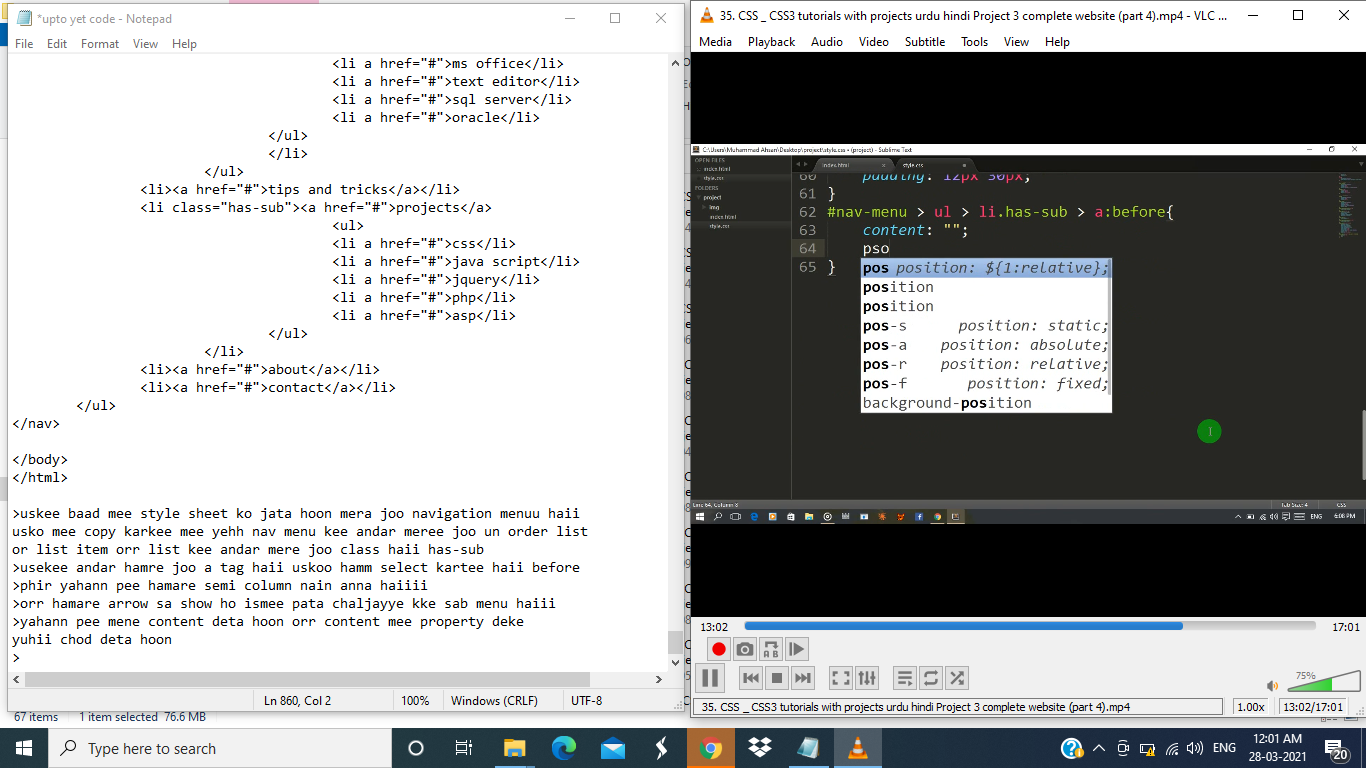 *upto yet code - Notepad
File Edit Format View Help
<li a href="#">ms office</li>
<li a href="#">text editor</li>
<li a href="#">sql server</li>
<li a href="#">oracle</li>
</ul>
</li>
</ul>
<li><a href="#">tips and tricks</a></li>
<li class="has-sub"><a href="#">projects</a>
<ul>
<li a href="#">css</li>
<li a href="#">java script</li>
<li a href="#">jquery</li>
<li a href="#">php</li>
<li a href="#">asp</li>
</ul>
</li>
<li><a href="#">about</a></li>
<li><a href="#">contact</a></li>
</ul>
</nav>
</body>
</html>
>uskee baad mee style sheet ko jata hoon mera joo navigation menuu haii
usko mee copy karkee mee yehh nav menu kee andar meree joo un order list
or list item orr list kee andar mere joo class haii has-sub
>usekee andar hamre joo a tag haii uskoo hamm select kartee haii before
>phir yahann pee hamare semi column nain anna haiiii
>orr hamare arrow sa show ho ismee pata chaljayye kke sab menu haiii
>yahann pee mene content deta hoon orr content mee property deke
yuhii chod deta hoon
>
Ln 860, Col 2 100% Windows (CRLF) UTF-8
67 items 1 item selected 76.6 MB
35. CSS _ CSS3 tutorials with projects urdu hindi Project 3 complete website (part 4).mp4 - VLC ...
Media Playback Audio Video Subtitle Tools View Help
C:\Users\Muhammad Ahsan\Desktop\project\style.css • (project) - Sublime Text
OPEN FILES
index.html
style.css
FOLDERS
project
img
index.html
style.css
index.html style.css
60 padding: 12px 30px;
61 }
62 #nav-menu > ul > li.has-sub > a:before{
63 content: "";
64 pso
65 }
pos position: ${1:relative};
position
position
pos-s position: static;
pos-a position: absolute;
pos-r position: relative;
pos-f position: fixed;
background-position
Line 64, Column 8 Tab Size: 4 CSS
ENG 6:08 PM
13:02 17:01
75%
35. CSS _ CSS3 tutorials with projects urdu hindi Project 3 complete website (part 4).mp4 1.00x 13:02/17:01
Type here to search
ENG 12:01 AM
28-03-2021
20